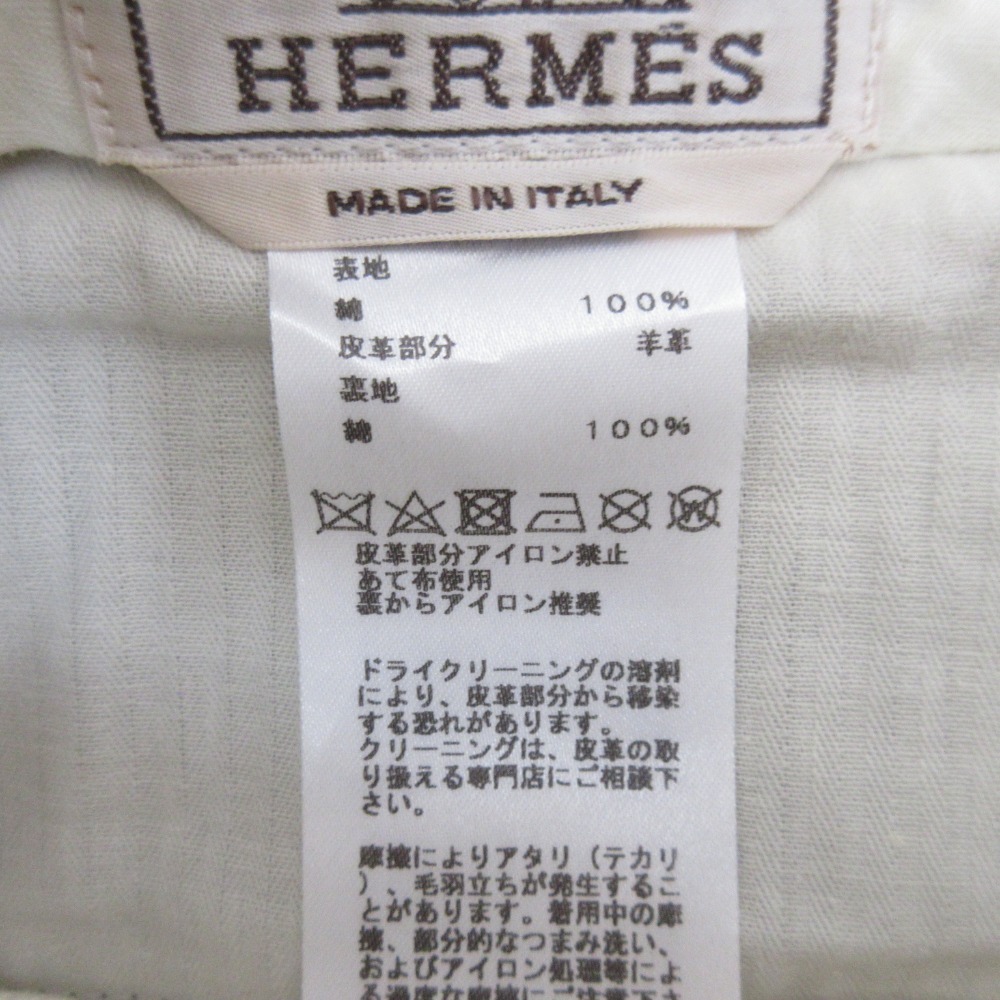 HERMÈS
MADE IN ITALY
表地
綿 100%
皮革部分 羊革
裏地
綿 100%
皮革部分アイロン禁止
あて布使用
裏からアイロン推奨
ドライクリーニングの溶剤
により、皮革部分から移染
する恐れがあります。
クリーニングは、皮革の取
り扱える専門店にご相談下
さい。
摩擦によりアタリ（テカリ
）、毛羽立ちが発生するこ
とがあります。着用中の摩
擦、部分的なつまみ洗い、
およびアイロン処理等によ
る過度な摩擦は